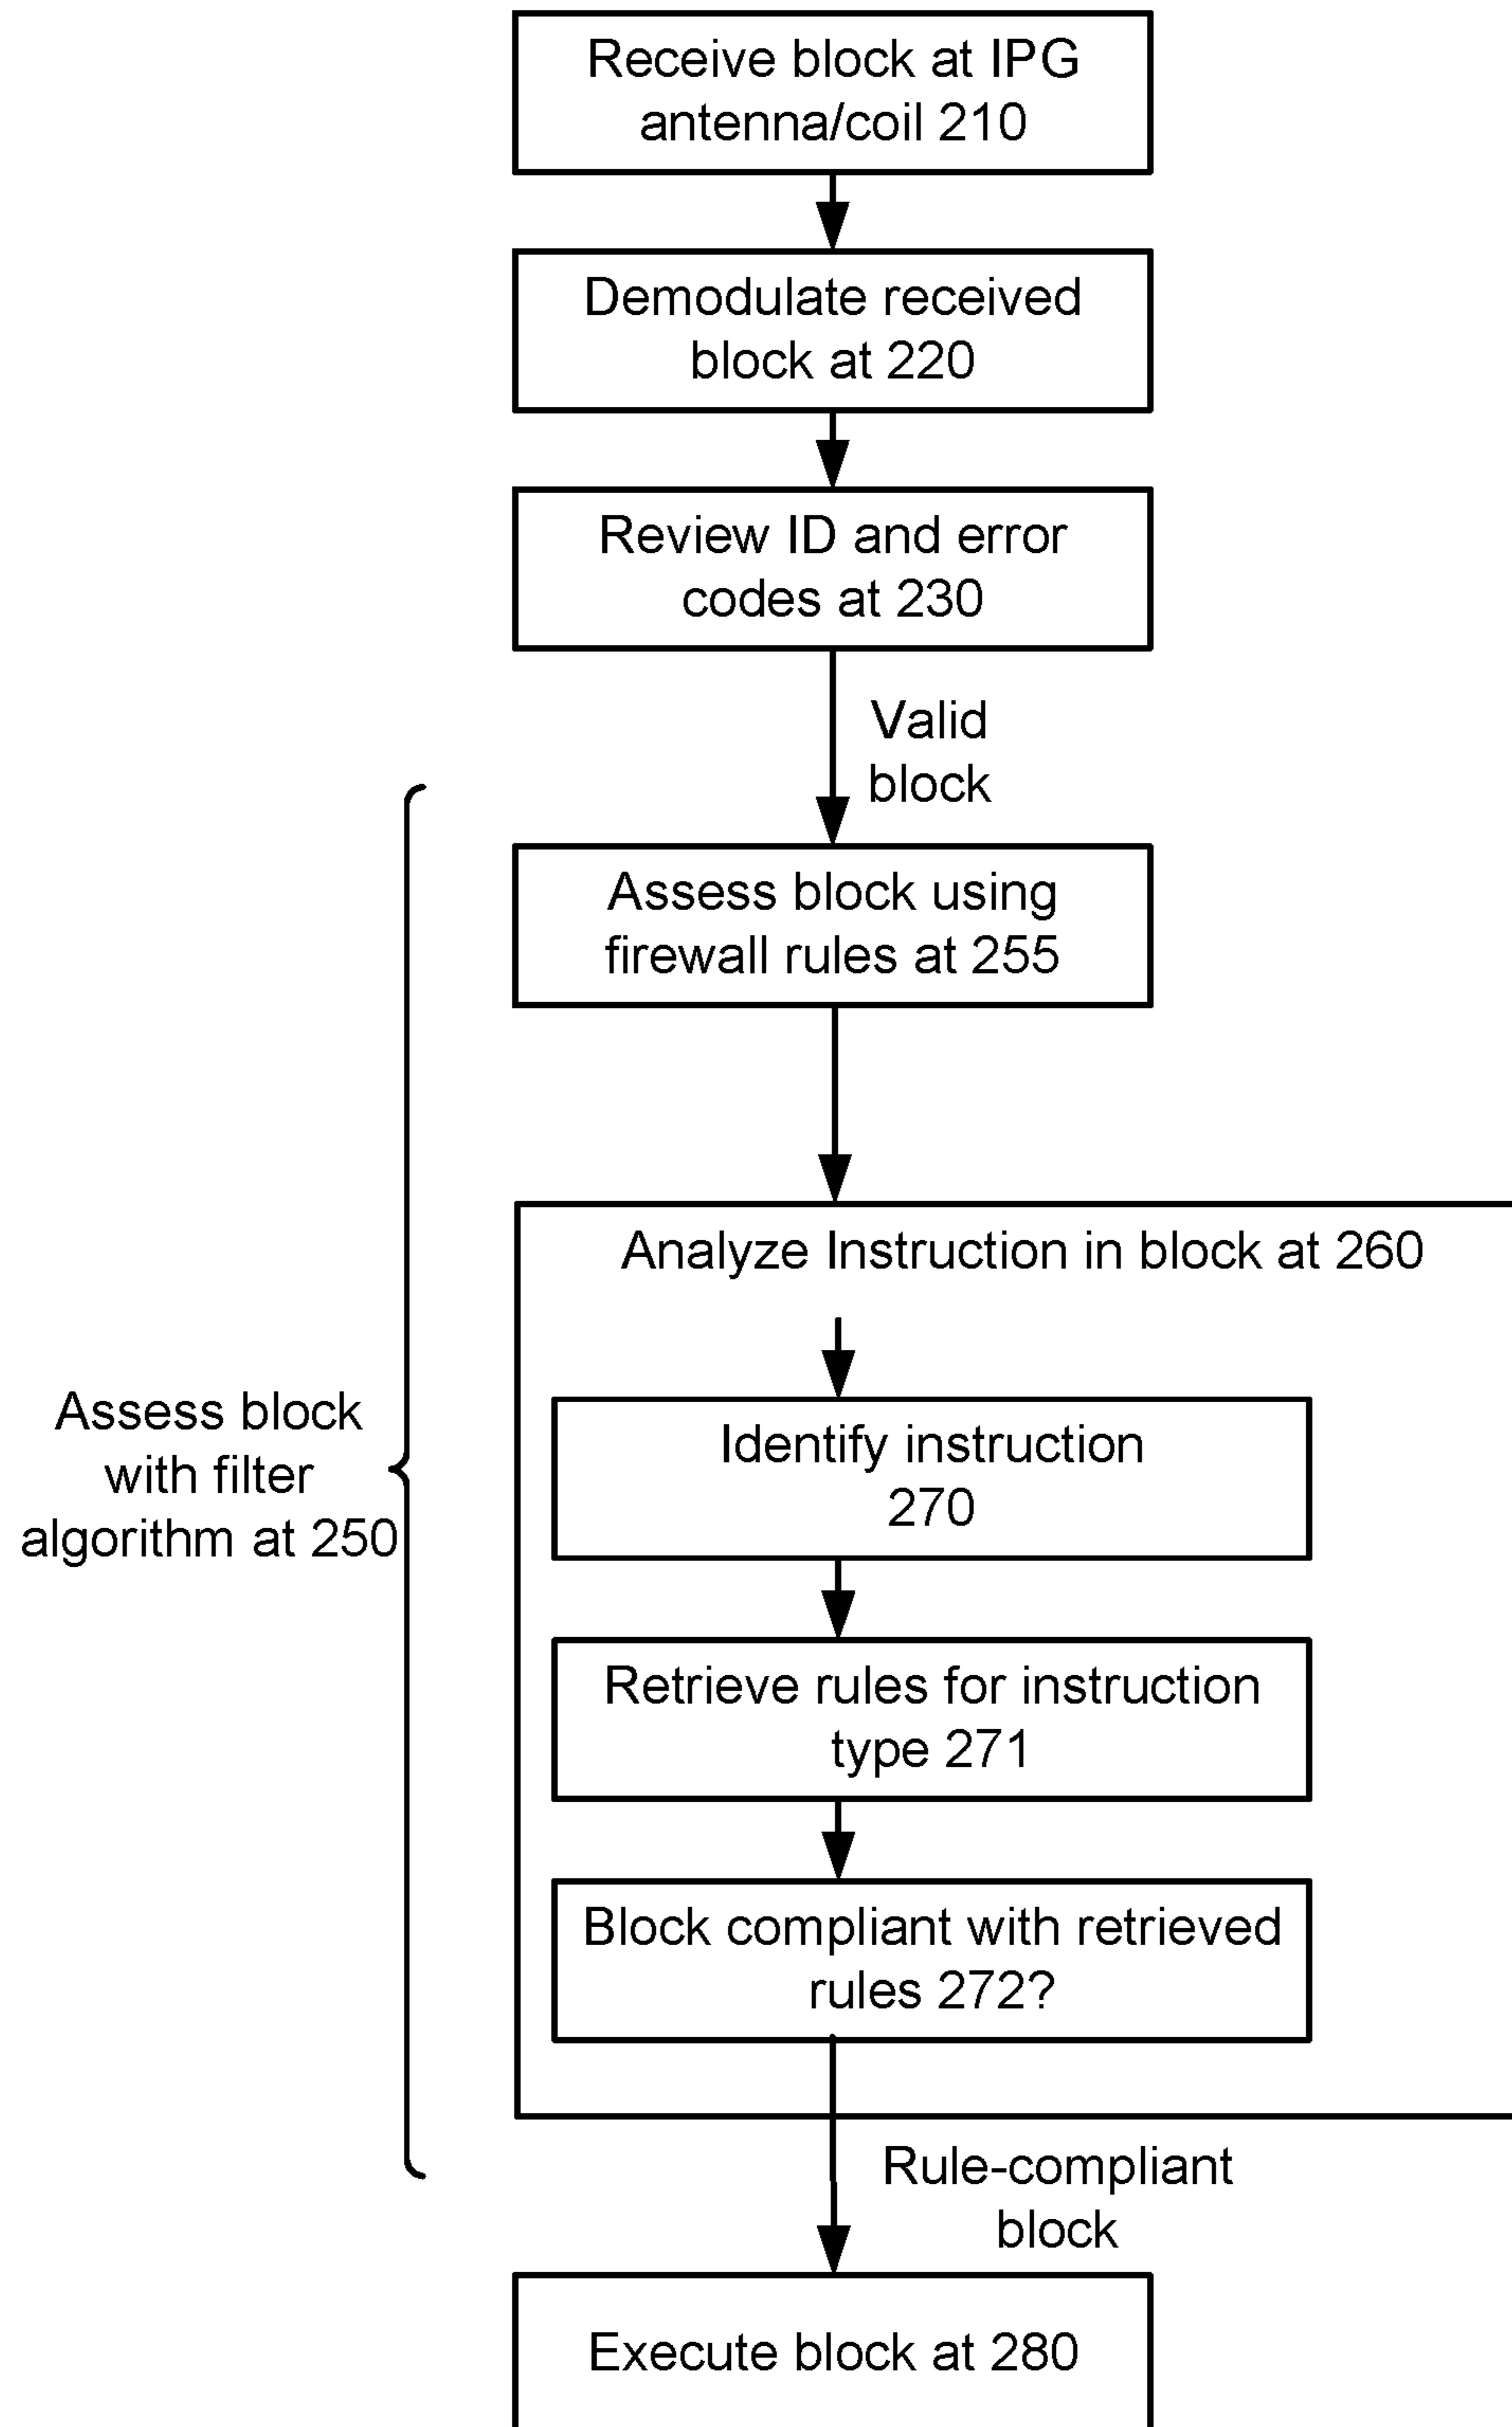 Receive block at IPG
antenna/coil 210
Demodulate received
block at 220
Review ID and error
codes at 230
Valid
block
Assess block using
firewall rules at 255
Analyze Instruction in block at 260
Assess block
with filter
algorithm at 250
Identify instruction
270
Retrieve rules for instruction
type 271
Block compliant with retrieved
rules 272?
Rule-compliant
block
Execute block at 280